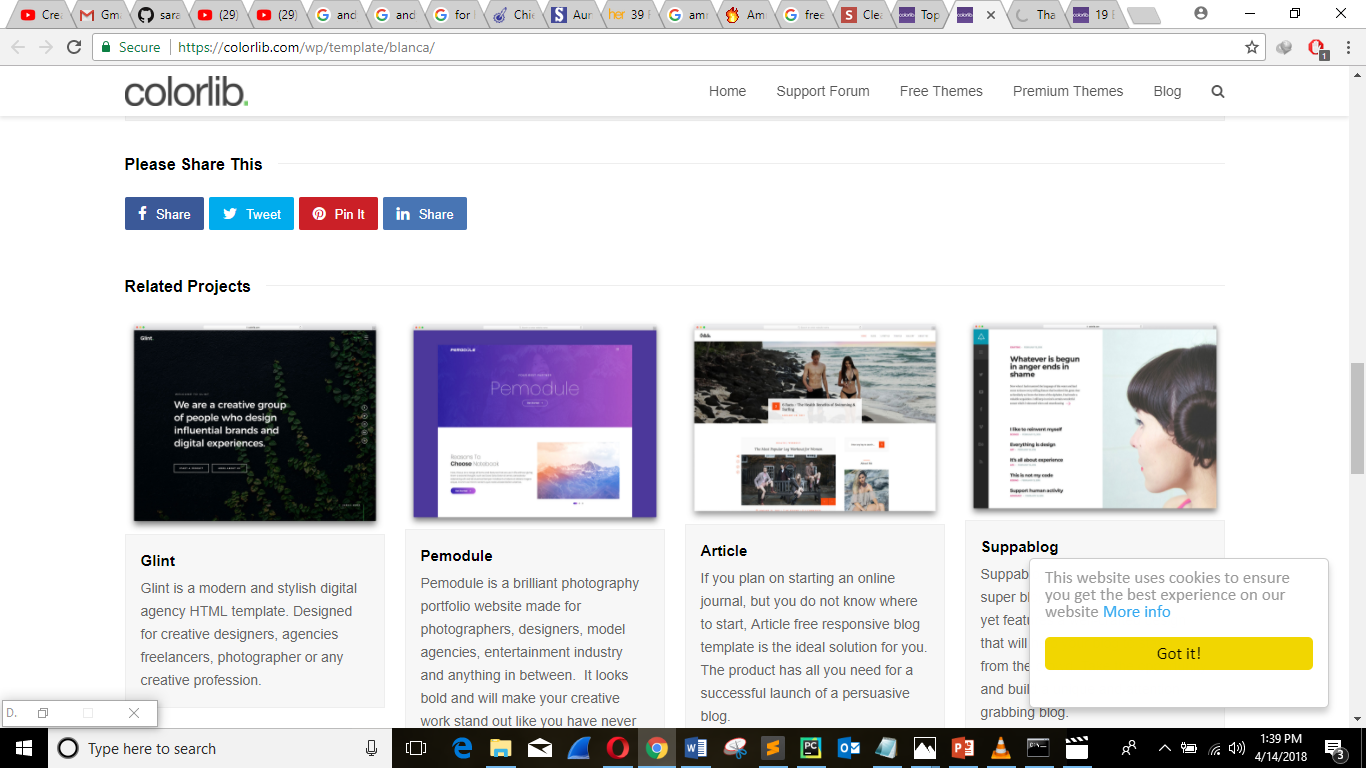 Cre
Gma
sara
(29)
(29)
and
and
for
Chie
Aur
her 39 F
amr
Am
free
Clea
colorlib Top
colorlib
Tha
colorlib 19 E
Secure
https://colorlib.com/wp/template/blanca/
1
colorlib.
Home
Support Forum
Free Themes
Premium Themes
Blog
Please Share This
Share
Tweet
Pin It
Share
Related Projects
Glint.
We are a creative group
of people who design
influential brands and
digital experiences.
PEMODULE
Pemodule
Reasons To
Choose Notebook
Whatever is begun
in anger ends in
shame
I like to reinvent myself
Everything is design
It's all about experience
This is not my code
Support human activity
Glint
Glint is a modern and stylish digital
agency HTML template. Designed
for creative designers, agencies
freelancers, photographer or any
creative profession.
Pemodule
Pemodule is a brilliant photography
portfolio website made for
photographers, designers, model
agencies, entertainment industry
and anything in between. It looks
bold and will make your creative
work stand out like you have never
Article
If you plan on starting an online
journal, but you do not know where
to start, Article free responsive blog
template is the ideal solution for you.
The product has all you need for a
successful launch of a persuasive
blog.
Suppablog
Suppab
super b
yet featu
that will
from the
and buil
grabbing blog.
This website uses cookies to ensure
you get the best experience on our
website More info
Got it!
D.
Type here to search
1:39 PM
4/14/2018
3